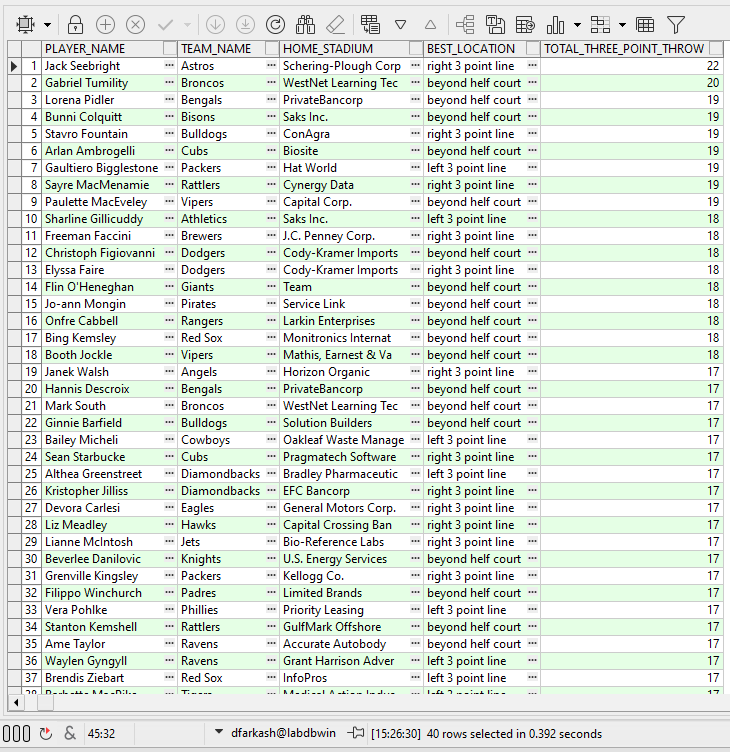 PLAYER_NAME TEAM_NAME HOME_STADIUM BEST_LOCATION TOTAL_THREE_POINT_THROW
1 Jack Seebright Astros Schering-Plough Corp right 3 point line 22
2 Gabriel Tumility Broncos WestNet Learning Tec beyond helf court 20
3 Lorena Pidler Bengals PrivateBancorp beyond helf court 19
4 Bunni Colquitt Bisons Saks Inc. beyond helf court 19
5 Stavro Fountain Bulldogs ConAgra right 3 point line 19
6 Arlan Ambrogelli Cubs Biosite beyond helf court 19
7 Gaultiero Bigglestone Packers Hat World left 3 point line 19
8 Sayre MacMenamie Rattlers Cynergy Data right 3 point line 19
9 Paulette MacEveley Vipers Capital Corp. beyond helf court 19
10 Sharline Gillicuddy Athletics Saks Inc. left 3 point line 18
11 Freeman Faccini Brewers J.C. Penney Corp. right 3 point line 18
12 Christoph Figiovanni Dodgers Cody-Kramer Imports beyond helf court 18
13 Elyssa Faire Dodgers Cody-Kramer Imports right 3 point line 18
14 Flin O'Heneghan Giants Team beyond helf court 18
15 Jo-ann Mongin Pirates Service Link beyond helf court 18
16 Onfre Cabbell Rangers Larkin Enterprises beyond helf court 18
17 Bing Kemsley Red Sox Monitronics Internat beyond helf court 18
18 Booth Jockle Vipers Mathis, Earnest & Va beyond helf court 18
19 Janek Walsh Angels Horizon Organic right 3 point line 17
20 Hannis Descroix Bengals PrivateBancorp beyond helf court 17
21 Mark South Broncos WestNet Learning Tec beyond helf court 17
22 Ginnie Barfield Bulldogs Solution Builders beyond helf court 17
23 Bailey Micheli Cowboys Oakleaf Waste Manage left 3 point line 17
24 Sean Starbucke Cubs Pragmatech Software right 3 point line 17
25 Althea Greenstreet Diamondbacks Bradley Pharmaceutic left 3 point line 17
26 Kristopher Jilliss Diamondbacks EFC Bancorp right 3 point line 17
27 Devora Carlesi Eagles General Motors Corp. right 3 point line 17
28 Liz Meadley Hawks Capital Crossing Ban right 3 point line 17
29 Lianne McIntosh Jets Bio-Reference Labs right 3 point line 17
30 Beverlee Danilovic Knights U.S. Energy Services beyond helf court 17
31 Grenville Kingsley Packers Kellogg Co. right 3 point line 17
32 Filippo Winchurch Padres Limited Brands beyond helf court 17
33 Vera Pohlke Phillies Priority Leasing left 3 point line 17
34 Stanton Kemshell Rattlers GulfMark Offshore beyond helf court 17
35 Ame Taylor Ravens Accurate Autobody beyond helf court 17
36 Waylen Gyngyll Ravens Grant Harrison Adver left 3 point line 17
37 Brendis Ziebart Red Sox InfoPros left 3 point line 17
& 45:32 dfarkash@labdbwin [15:26:30] 40 rows selected in 0.392 seconds